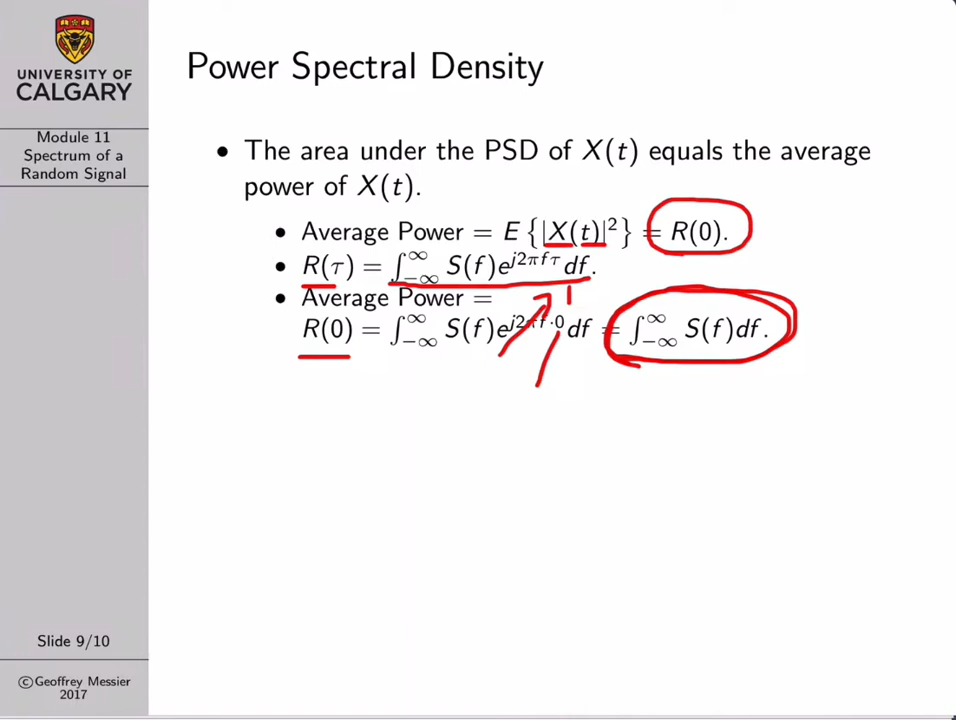 UNIVERSITY OF
CALGARY
Module 11
Spectrum of a
Random Signal
Power Spectral Density
• The area under the PSD of X(t) equals the average
power of X(t).
• Average Power = E {|X(t)|²} = R(0).
• R(τ) = ∫_{−∞}^{∞} S(f)e^{j2πfτ} df.
• Average Power =
R(0) = ∫_{−∞}^{∞} S(f)e^{j2πf·0} df = ∫_{−∞}^{∞} S(f)df.
Slide 9/10
©Geoffrey Messier
2017